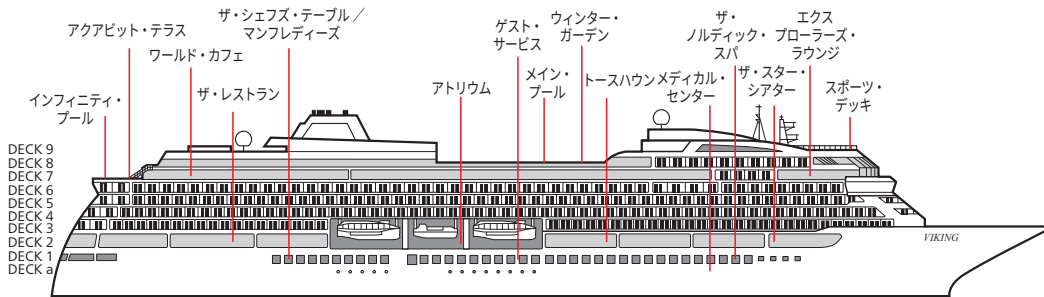 ザ・シェフズ・テーブル／
マンフレディーズ
アクアビット・テラス
ワールド・カフェ
インフィニティ・
プール
ザ・レストラン
アトリウム
ゲスト・
サービス
メイン・
プール
ウィンター・
ガーデン
トースハウン
メディカル・
センター
ザ・
ノルディック・
スパ
ザ・スター・
シアター
エクス
プローラーズ・
ラウンジ
スポーツ・
デッキ
DECK 9
DECK 8
DECK 7
DECK 6
DECK 5
DECK 4
DECK 3
DECK 2
DECK 1
DECK a
VIKING